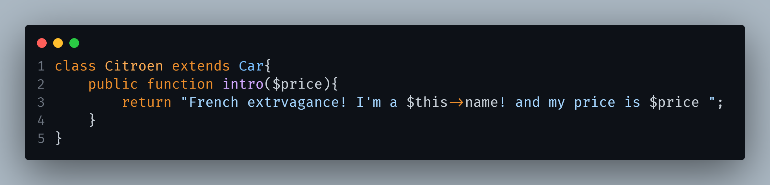 1 class Citroen extends Car{
2     public function intro($price){
3         return "French extrvagance! I'm a $this->name! and my price is $price ";
4     }
5 }